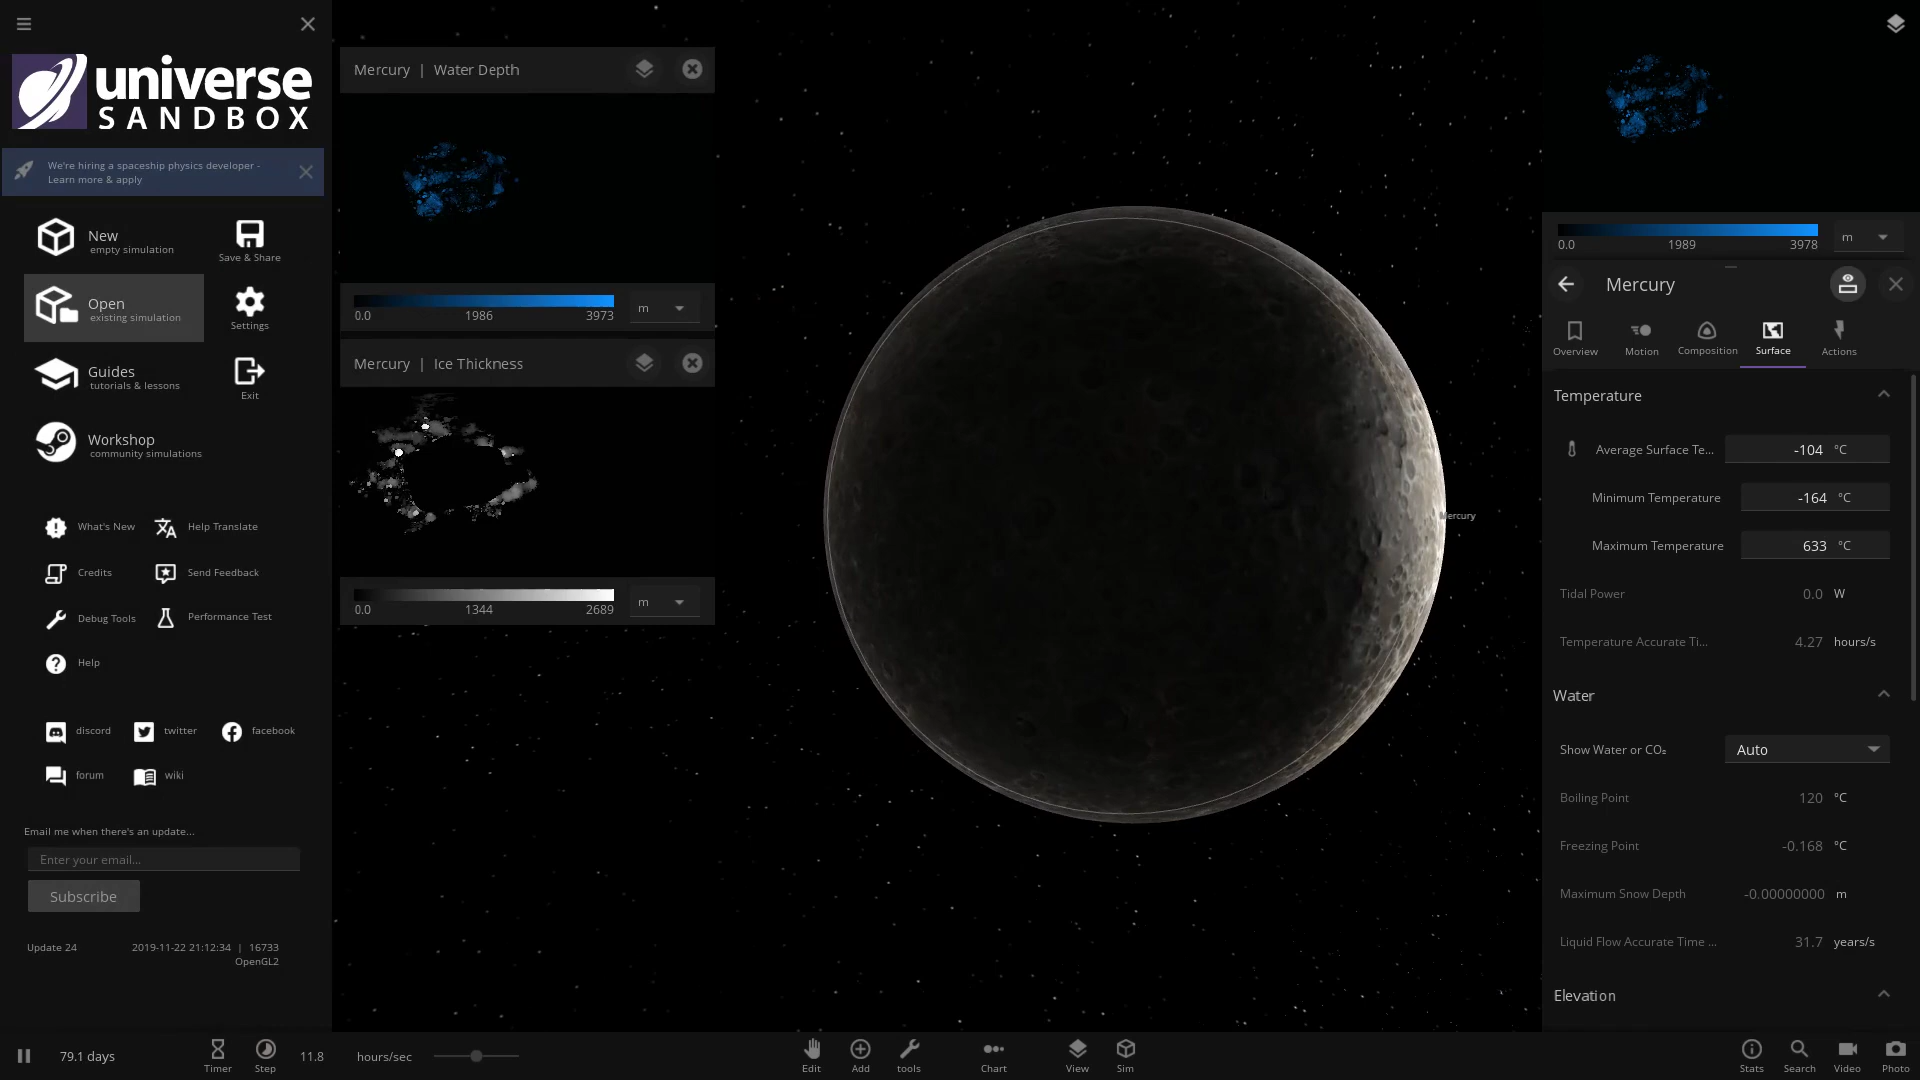 universe
SANDBOX
We're hiring a spaceship physics developer -
Learn more & apply
New
empty simulation
Save & Share
Open
existing simulation
Settings
Guides
tutorials & lessons
Exit
Workshop
community simulations
What's New
Help Translate
Credits
Send Feedback
Debug Tools
Performance Test
Help
discord
twitter
facebook
forum
wiki
Email me when there's an update...
Enter your email...
Subscribe
Update 24
2019-11-22 21:12:34 | 16733
OpenGL2
Mercury | Water Depth
0.0 1986 3973 m
Mercury | Ice Thickness
0.0 1344 2689 m
Mercury
0.0 1989 3978 m
Mercury
Overview Motion Composition Surface Actions
Temperature
Average Surface Te... -104 °C
Minimum Temperature -164 °C
Maximum Temperature 633 °C
Tidal Power 0.0 W
Temperature Accurate Ti... 4.27 hours/s
Water
Show Water or CO₂ Auto
Boiling Point 120 °C
Freezing Point -0.168 °C
Maximum Snow Depth -0.00000000 m
Liquid Flow Accurate Time ... 31.7 years/s
Elevation
79.1 days
Timer
Step
11.8 hours/sec
Edit Add tools Chart View Sim
Stats Search Video Photo